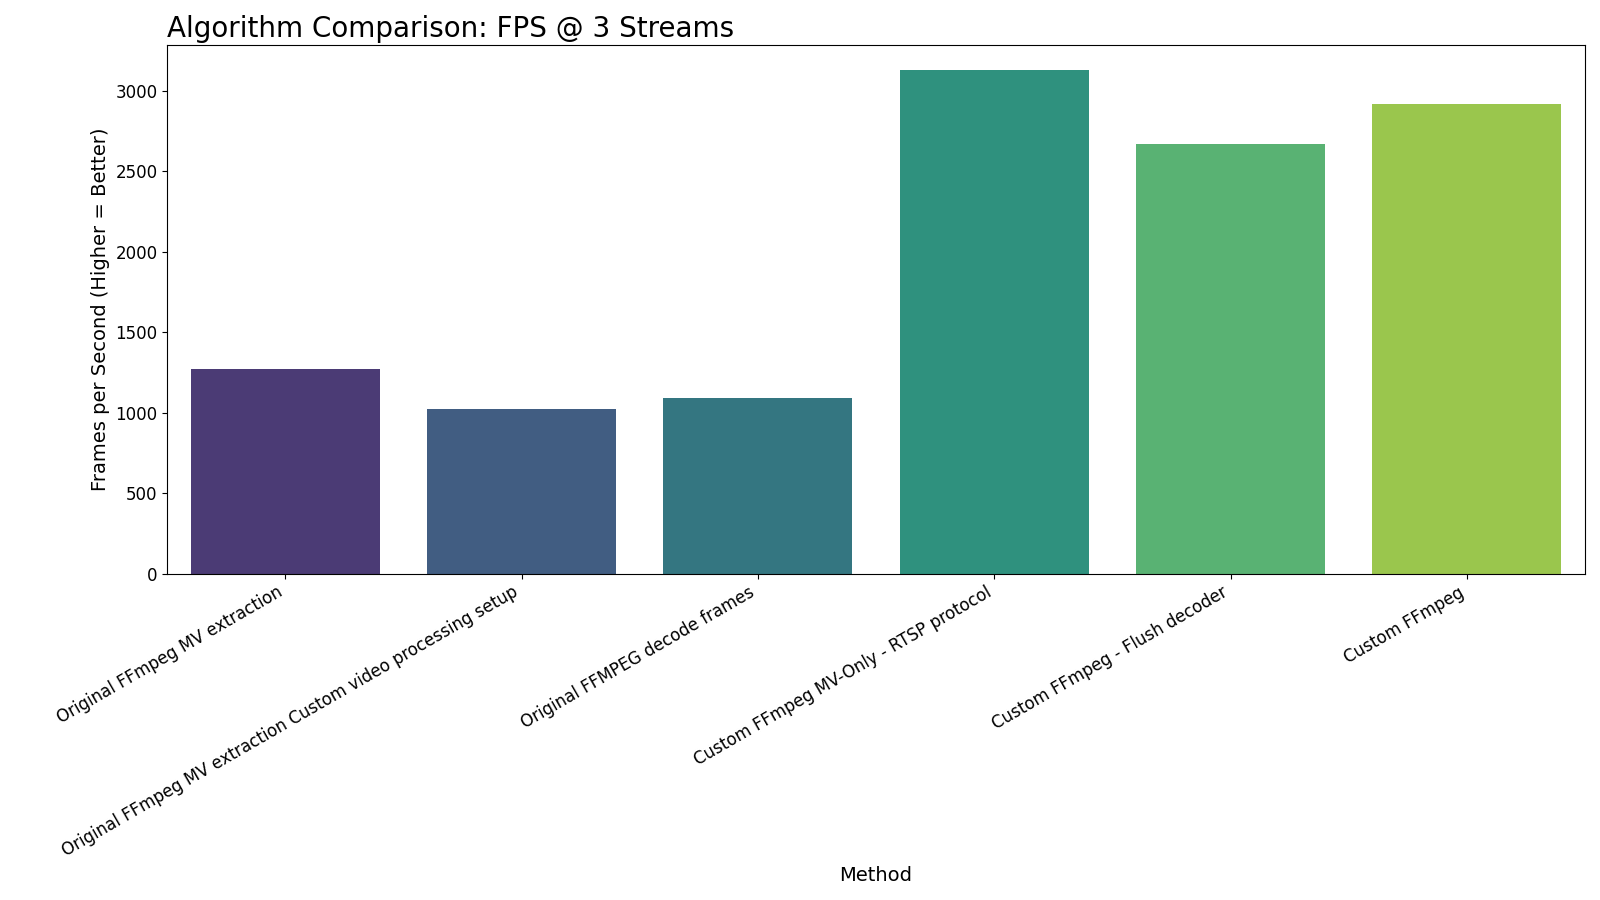 Algorithm Comparison: FPS @ 3 Streams
Frames per Second (Higher = Better)
3000
2500
2000
1500
1000
500
0
Original FFmpeg MV extraction
Original FFmpeg MV extraction Custom video processing setup
Original FFMPEG decode frames
Custom FFmpeg MV-Only - RTSP protocol
Custom FFmpeg - Flush decoder
Custom FFmpeg
Method